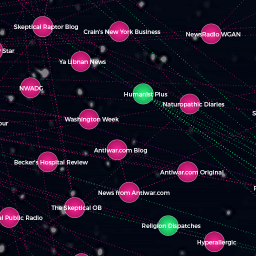 Skeptical Raptor Blog
Crain's New York Business
NewsRadio WGAN
Star
Ya Libnan News
NWADG
Humanist Plus
Naturopathic Diaries
Washington Week
our
Antiwar.com Blog
Becker's Hospital Review
Antiwar.com Original
News from Antiwar.com
The Skeptical OB
al Public Radio
Religion Dispatches
Hyperallergic